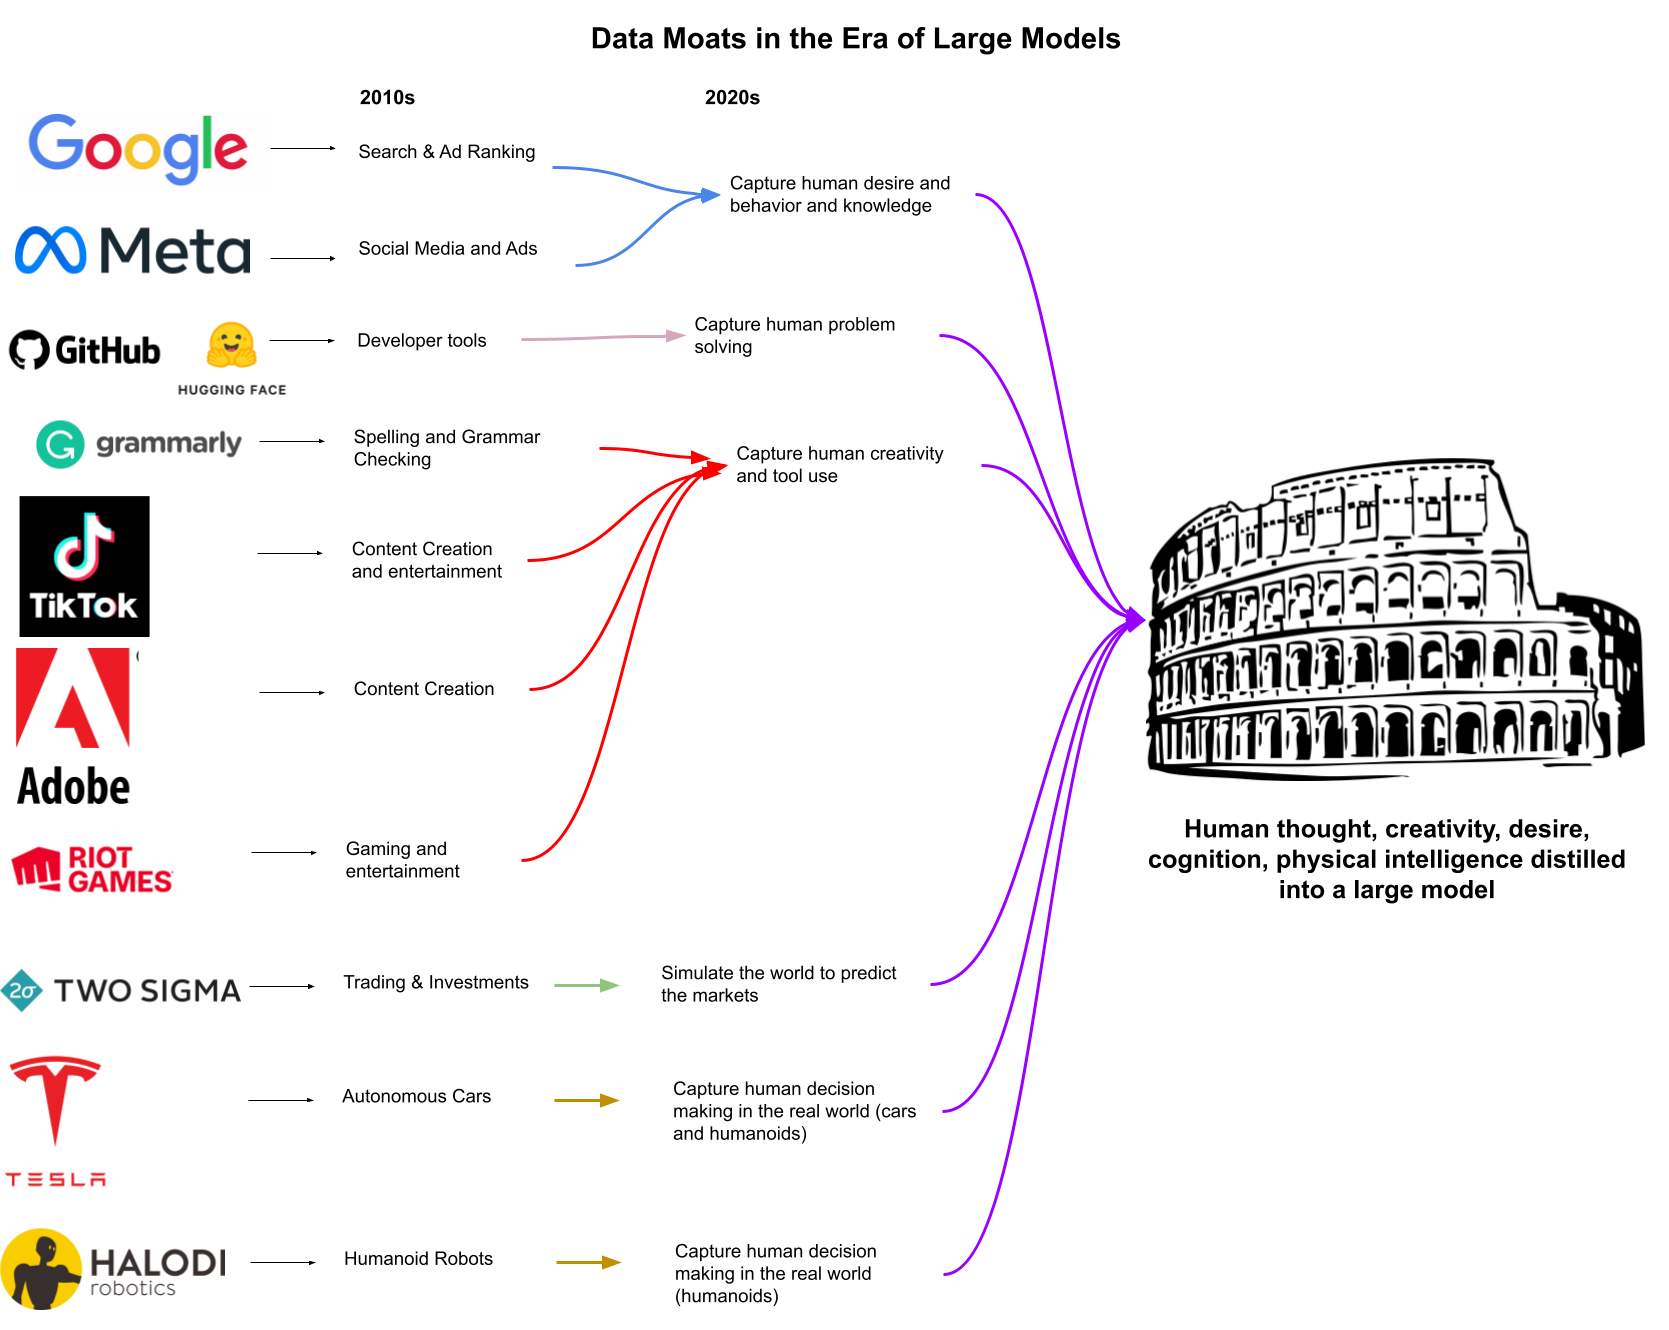 Data Moats in the Era of Large Models
2010s
2020s
Google
Search & Ad Ranking
Capture human desire and
behavior and knowledge
Meta
Social Media and Ads
GitHub
HUGGING FACE
Developer tools
Capture human problem
solving
grammarly
Spelling and Grammar
Checking
Capture human creativity
and tool use
TikTok
Content Creation
and entertainment
Adobe
Content Creation
RIOT
GAMES
Gaming and
entertainment
2σ TWO SIGMA
Trading & Investments
Simulate the world to predict
the markets
TESLA
Autonomous Cars
Capture human decision
making in the real world (cars
and humanoids)
HALODI
robotics
Humanoid Robots
Capture human decision
making in the real world
(humanoids)
Human thought, creativity, desire,
cognition, physical intelligence distilled
into a large model